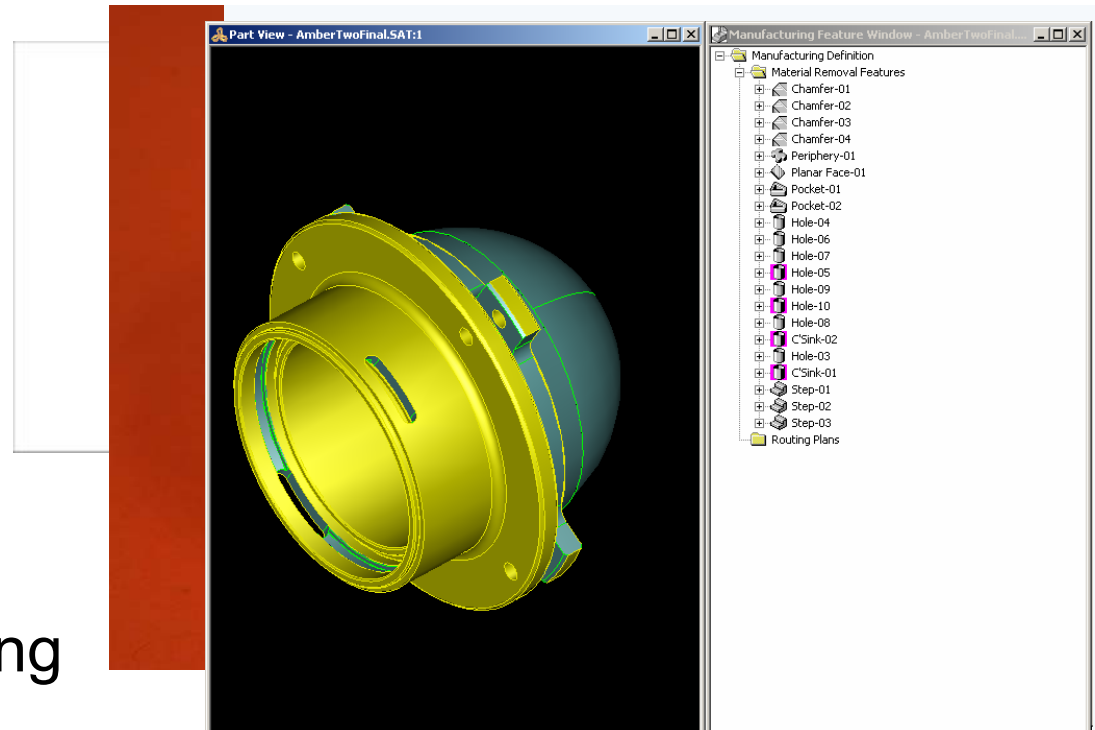 Part View - AmberTwoFinal.SAT:1
Manufacturing Feature Window - AmberTwoFinal....
Manufacturing Definition
Material Removal Features
Chamfer-01
Chamfer-02
Chamfer-03
Chamfer-04
Periphery-01
Planar Face-01
Pocket-01
Pocket-02
Hole-04
Hole-06
Hole-07
Hole-05
Hole-09
Hole-10
Hole-08
C'Sink-02
Hole-03
C'Sink-01
Step-01
Step-02
Step-03
Routing Plans
ng